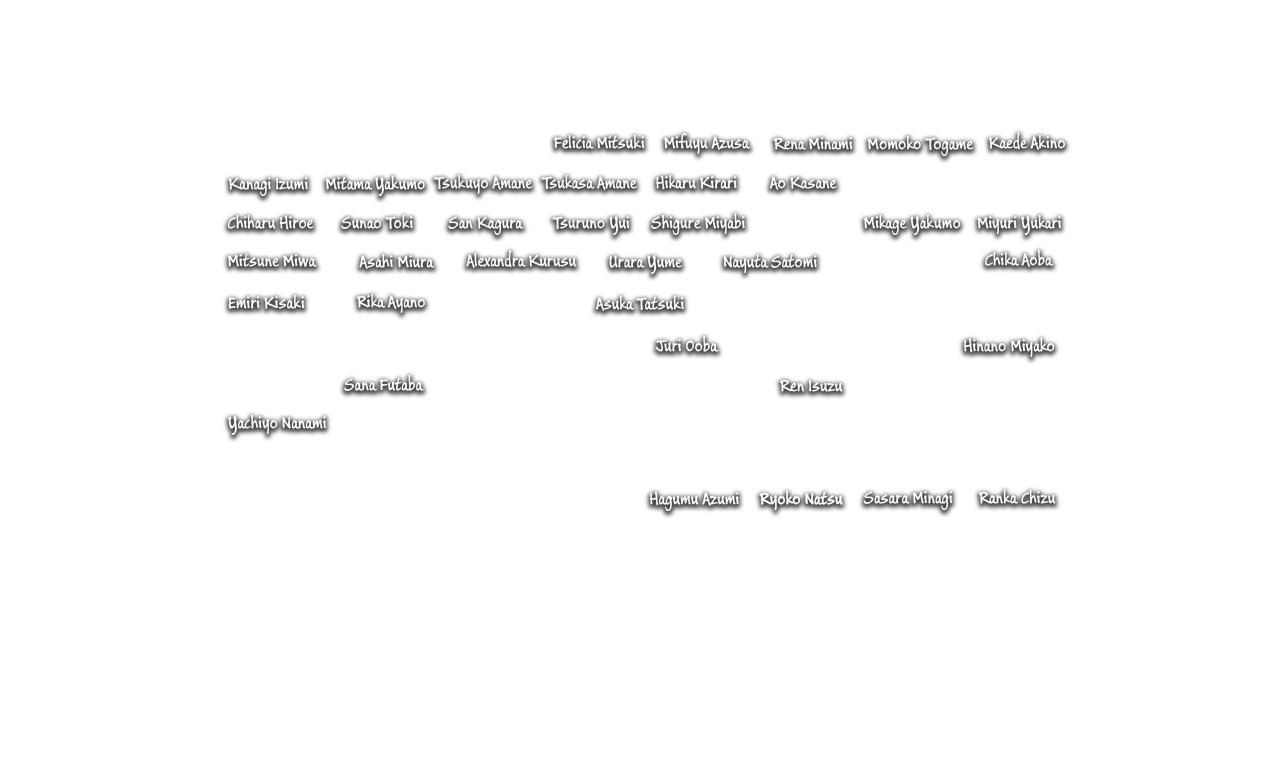 Felicia Mitsuki Mifuyu Azusa Rena Minami Momoko Togame Kaede Akino
Kanagi Izumi Mitama Yakumo Tsukuyo Amane Tsukasa Amane Hikaru Kirari Ao Kasane
Chiharu Hiroe Sunao Toki San Kagura Tsuruno Yui Shigure Miyabi Mikage Yakumo Miyuri Yukari
Mitsune Miwa Asahi Miura Alexandra Kurusu Urara Yume Nayuta Satomi Chika Aoba
Emiri Kisaki Rika Ayano Asuka Tatsuki
Juri Ooba Hinano Miyako
Sana Futaba Ren Isuzu
Yachiyo Nanami
Hagumu Azumi Ryoko Natsu Sasara Minagi Ranka Chizu